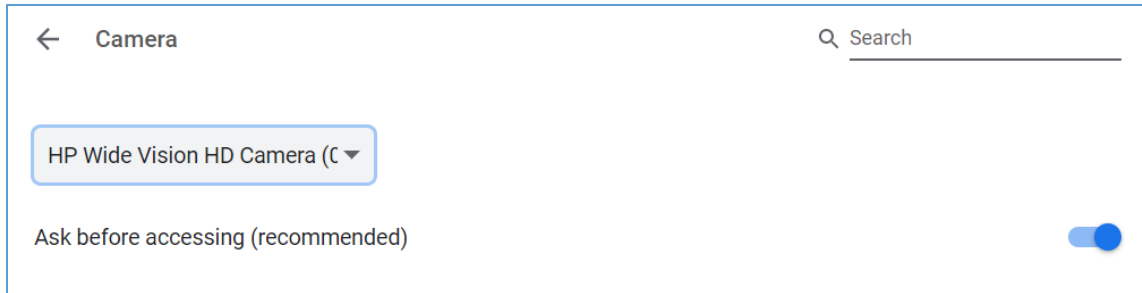 Camera
Search
HP Wide Vision HD Camera (
Ask before accessing (recommended)